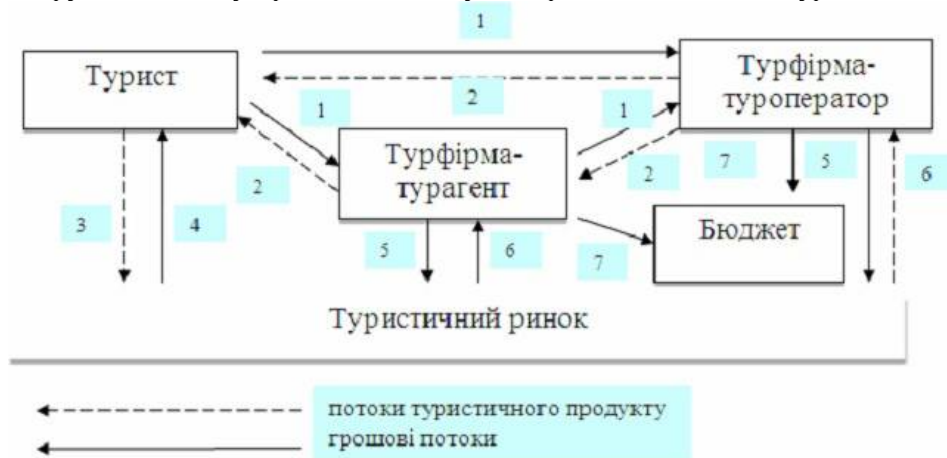 1
Турист
2
Турфірма-
туроператор
1
1
Турфірма-
турагент
2
2
7
5
6
3
4
5
6
7
Бюджет
Туристичний ринок
потоки туристичного продукту
грошові потоки